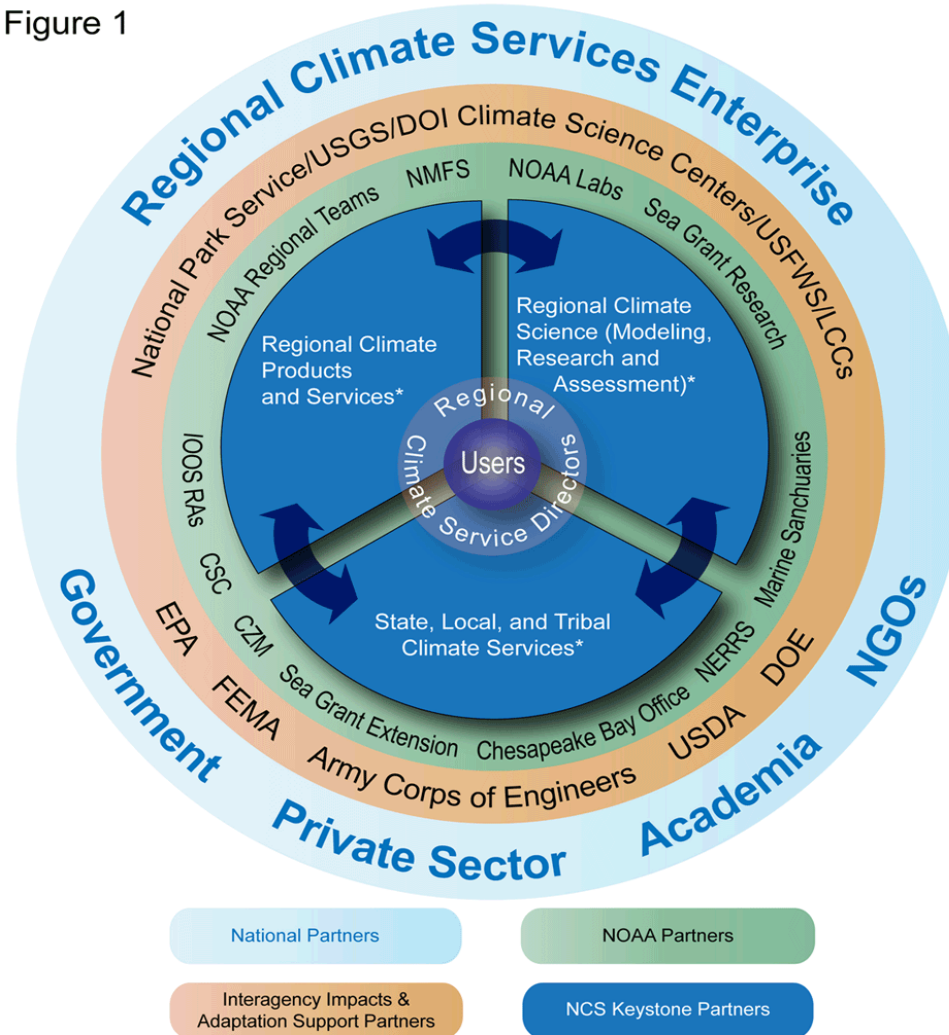 Figure 1
Regional Climate Services Enterprise
National Park Service/USGS/DOI Climate Science Centers/USFWS/LCCs
NOAA Regional Teams
NMFS
NOAA Labs
Sea Grant Research
Regional Climate
Products
and Services*
Regional Climate
Science (Modeling,
Research and
Assessment)*
Regional
Climate Service Directors
Users
IOOS RAs
CSC
CZM
Sea Grant Extension
Chesapeake Bay Office
NERRS
Marine Sanchuaries
State, Local, and Tribal
Climate Services*
EPA
FEMA
Army Corps of Engineers
USDA
DOE
Government
Private Sector
Academia
NGOs
National Partners
NOAA Partners
Interagency Impacts &
Adaptation Support Partners
NCS Keystone Partners